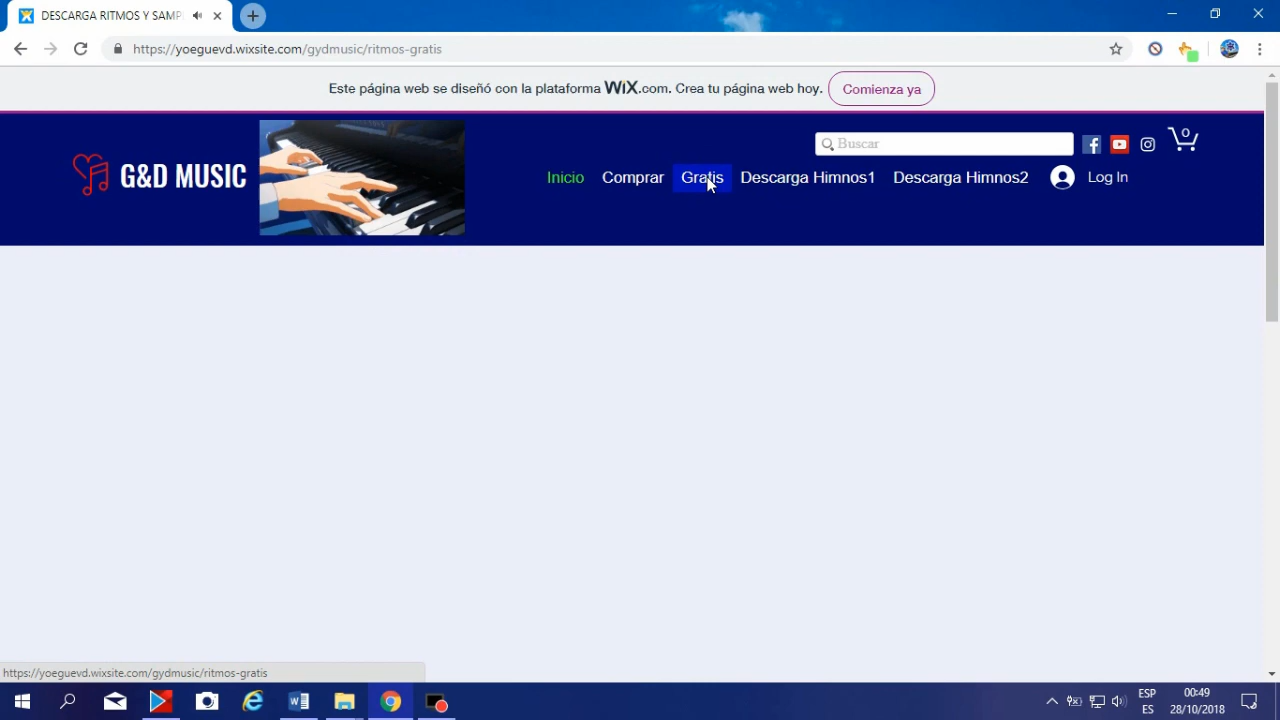 DESCARGA RITMOS Y SAMP
https://yoeguevd.wixsite.com/gydmusic/ritmos-gratis
Este página web se diseñó con la plataforma WiX.com. Crea tu página web hoy.
Comienza ya
G&D MUSIC
Buscar
0
Inicio
Comprar
Gratis
Descarga Himnos1
Descarga Himnos2
Log In
https://yoeguevd.wixsite.com/gydmusic/ritmos-gratis
ESP
ES
00:49
28/10/2018